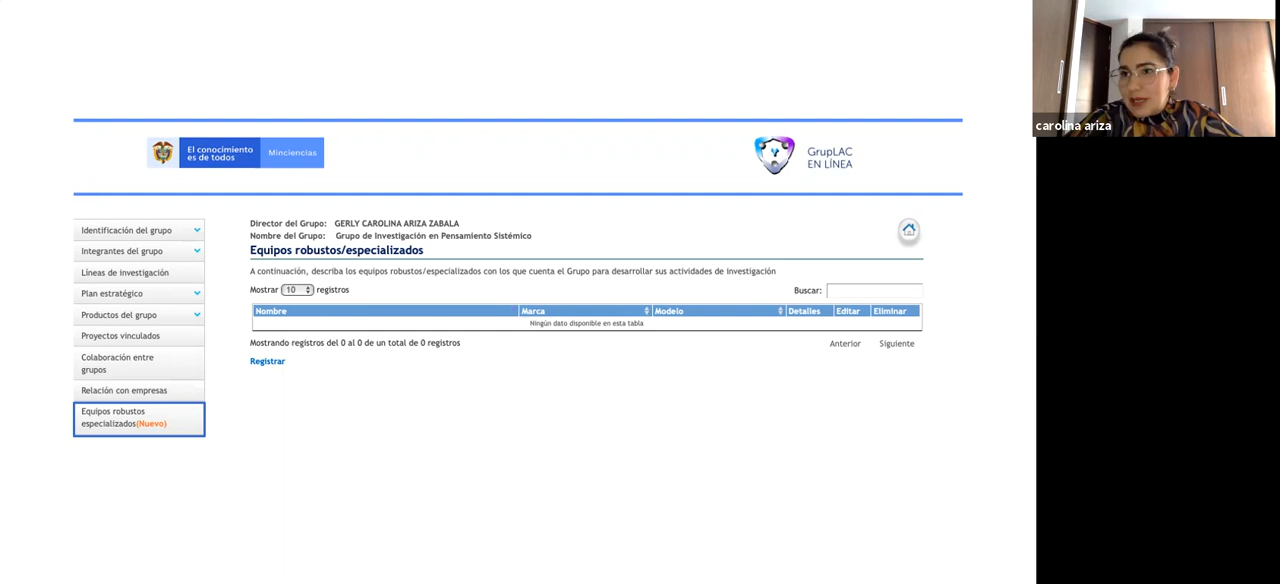 carolina ariza
El conocimiento
es de todos
Minciencias
GrupLAC
EN LÍNEA
Identificación del grupo
Integrantes del grupo
Líneas de investigación
Plan estratégico
Productos del grupo
Proyectos vinculados
Colaboración entre
grupos
Relación con empresas
Equipos robustos
especializados(Nuevo)
Director del Grupo: GERLY CAROLINA ARIZA ZABALA
Nombre del Grupo: Grupo de Investigación en Pensamiento Sistémico
Equipos robustos/especializados
A continuación, describa los equipos robustos/especializados con los que cuenta el Grupo para desarrollar sus actividades de investigación
Mostrar 10 registros Buscar:
Nombre Marca Modelo Detalles Editar Eliminar
Ningún dato disponible en esta tabla
Mostrando registros del 0 al 0 de un total de 0 registros Anterior Siguiente
Registrar